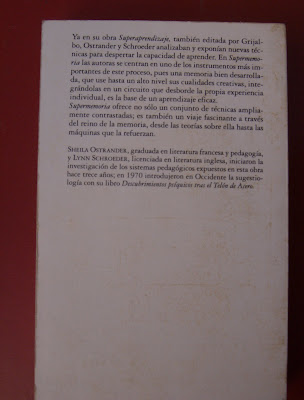 Ya en su obra Superaprendizaje, también editada por Grijal-
bo, Ostrander y Schroeder analizaban y exponían nuevas téc-
nicas para despertar la capacidad de aprender. En Supermemo-
ria las autoras se centran en uno de los instrumentos más im-
portantes de este proceso, pues una memoria bien desarrolla-
da, que use hasta un alto nivel sus cualidades creativas, inte-
grándolas en un circuito que desborde la propia experiencia
individual, es la base de un aprendizaje eficaz.
Supermemoria ofrece no sólo un conjunto de técnicas amplia-
mente contrastadas; es también un viaje fascinante a través
del reino de la memoria, desde las teorías sobre ella hasta las
máquinas que la refuerzan.
SHEILA OSTRANDER, graduada en literatura francesa y pedagogía,
y LYNN SCHROEDER, licenciada en literatura inglesa, iniciaron la
investigación de los sistemas pedagógicos expuestos en esta obra
hace trece años; en 1970 introdujeron en Occidente la sugestio-
logía con su libro Descubrimientos psíquicos tras el Telón de Acero.